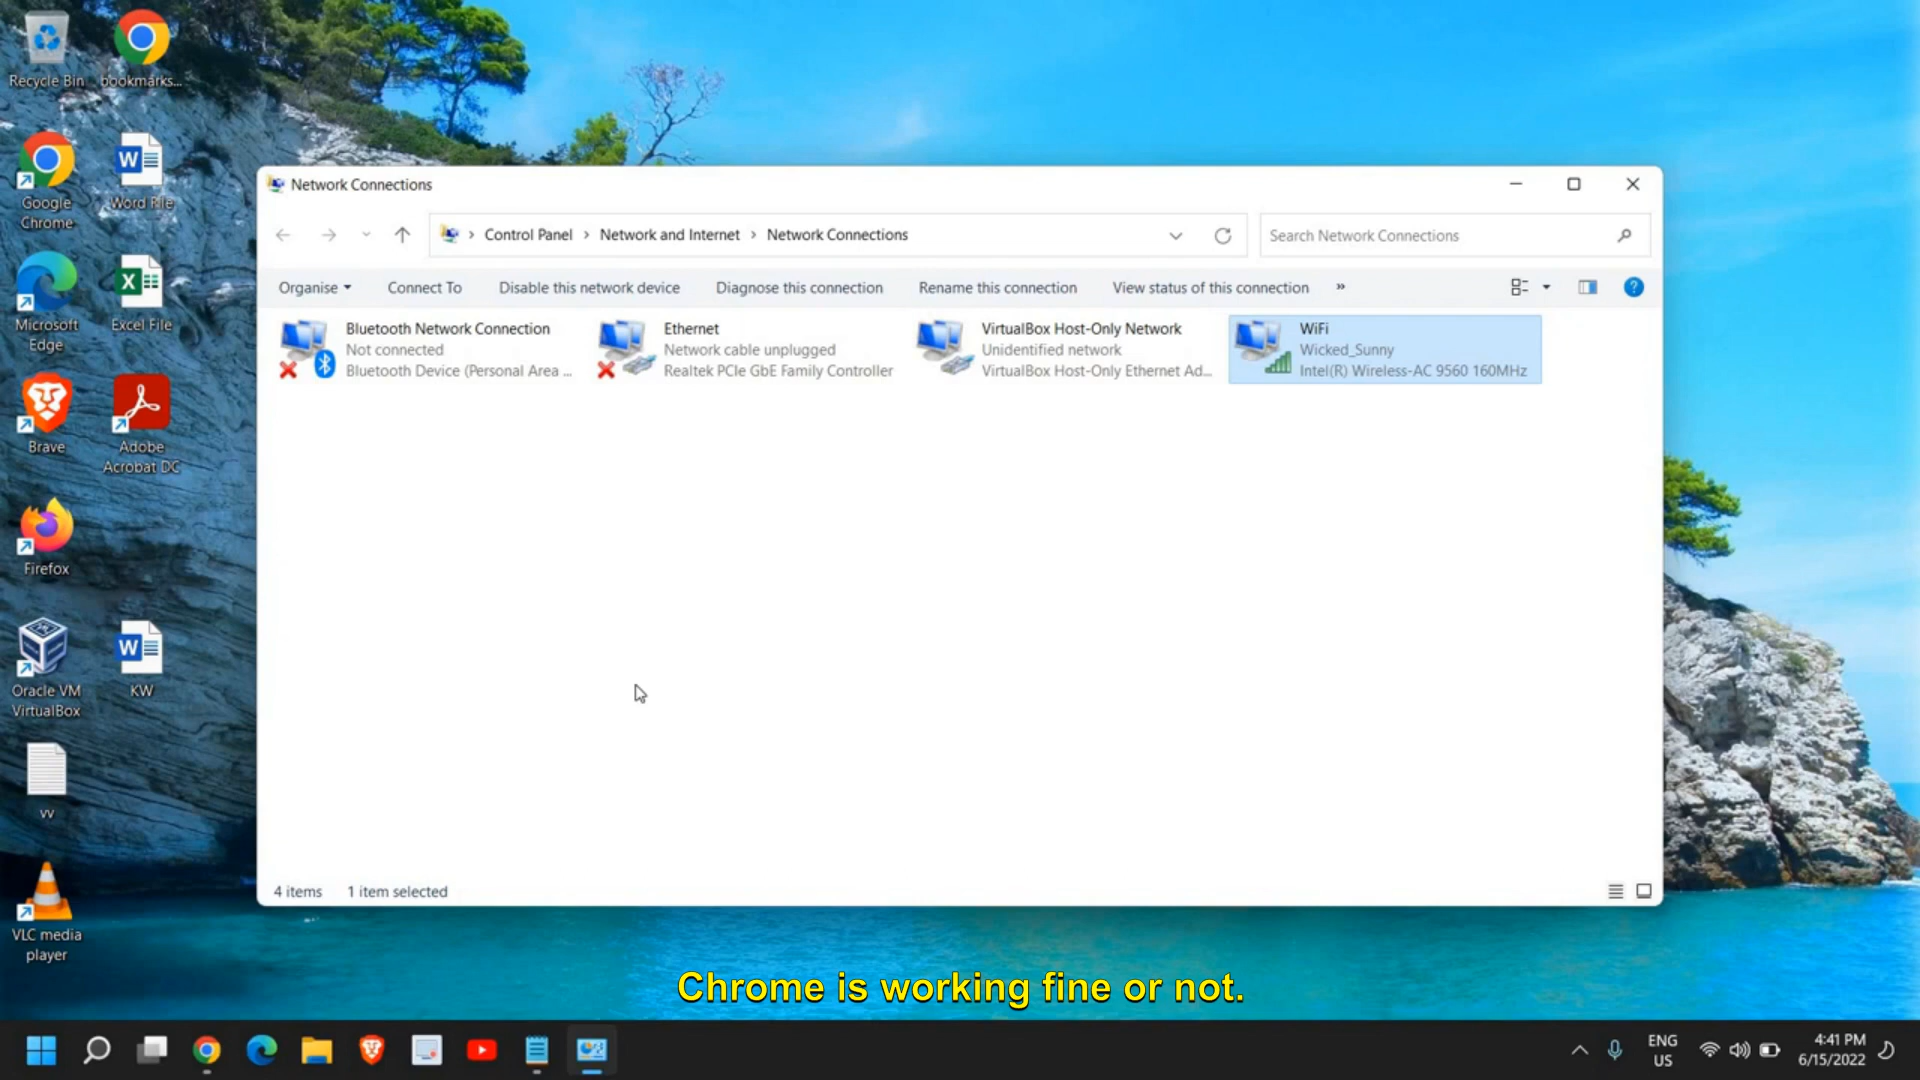 Recycle Bin
bookmarks...
Google
Chrome
Word File
Microsoft
Edge
Excel File
Brave
Adobe
Acrobat DC
Firefox
Oracle VM
VirtualBox
KW
vv
VLC media
player
Network Connections
Control Panel > Network and Internet > Network Connections
Search Network Connections
Organise
Connect To
Disable this network device
Diagnose this connection
Rename this connection
View status of this connection
»
Bluetooth Network Connection
Not connected
Bluetooth Device (Personal Area ...
Ethernet
Network cable unplugged
Realtek PCIe GbE Family Controller
VirtualBox Host-Only Network
Unidentified network
VirtualBox Host-Only Ethernet Ad...
WiFi
Wicked_Sunny
Intel(R) Wireless-AC 9560 160MHz
4 items
1 item selected
Chrome is working fine or not.
ENG
US
4:41 PM
6/15/2022